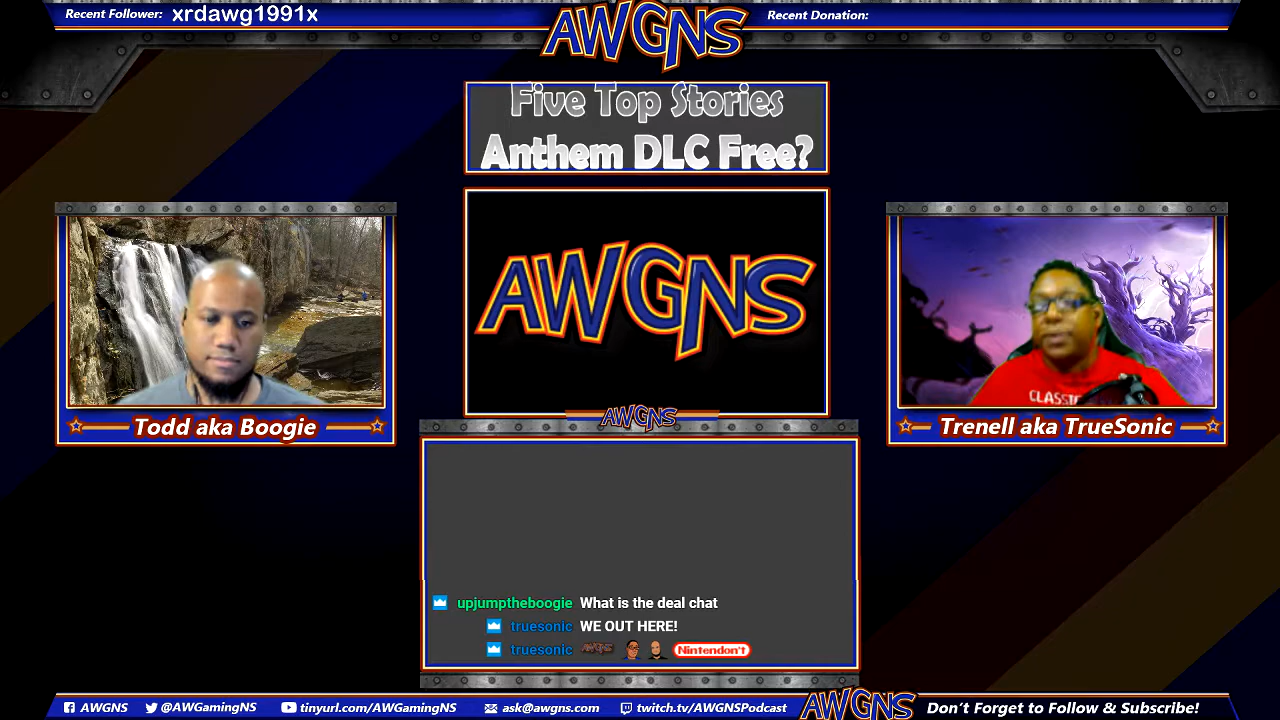 Recent Follower: xrdawg1991x
AWGNS
Recent Donation:
Five Top Stories
Anthem DLC Free?
AWGNS
CLASSIC
Todd aka Boogie
AWGNS
Trenell aka TrueSonic
upjumptheboogie What is the deal chat
truesonic WE OUT HERE!
truesonic AWGNS Nintendon't
AWGNS @AWGamingNS tinyurl.com/AWGamingNS ask@awgns.com twitch.tv/AWGNSPodcast AWGNS Don't Forget to Follow & Subscribe!